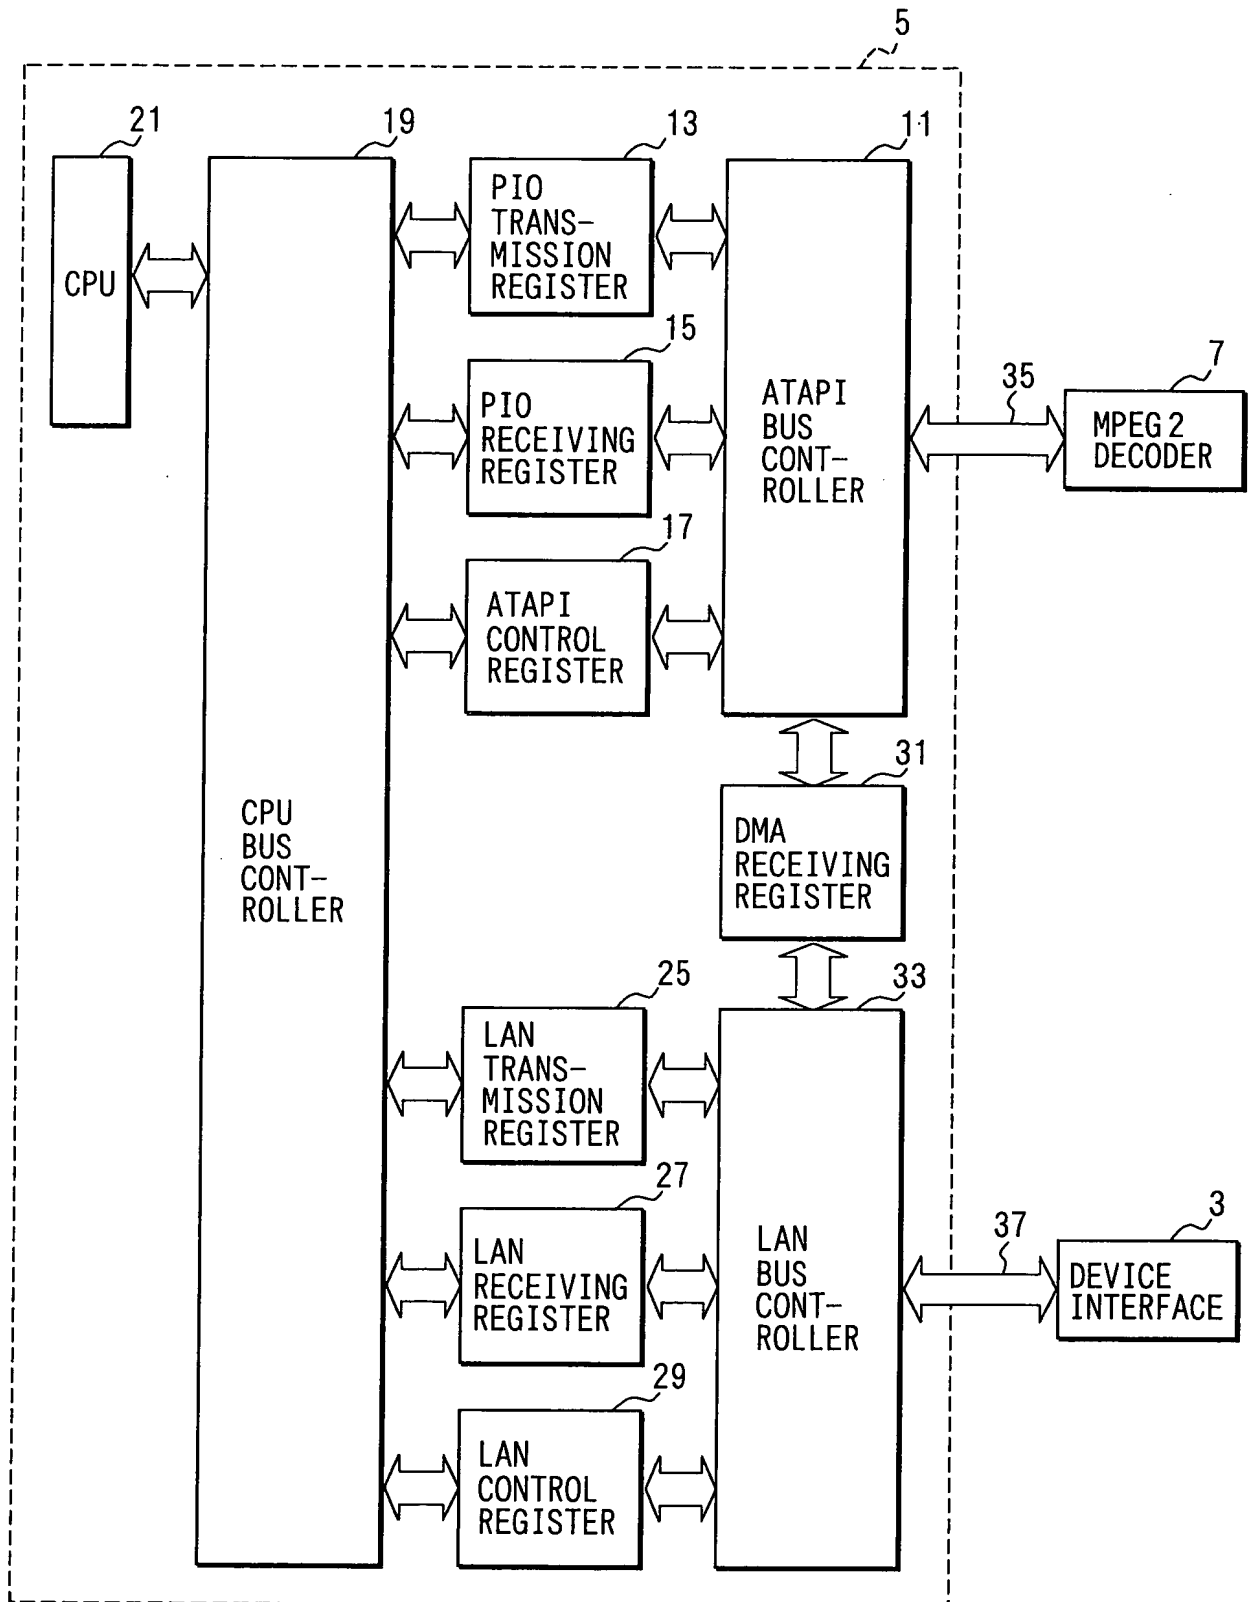 5
21
19
13
11
CPU
PIO
TRANS-
MISSION
REGISTER
15
PIO
RECEIVING
REGISTER
ATAPI
BUS
CONT-
ROLLER
35
7
MPEG2
DECODER
17
ATAPI
CONTROL
REGISTER
31
CPU
BUS
CONT-
ROLLER
DMA
RECEIVING
REGISTER
25
33
LAN
TRANS-
MISSION
REGISTER
27
LAN
RECEIVING
REGISTER
LAN
BUS
CONT-
ROLLER
37
3
DEVICE
INTERFACE
29
LAN
CONTROL
REGISTER